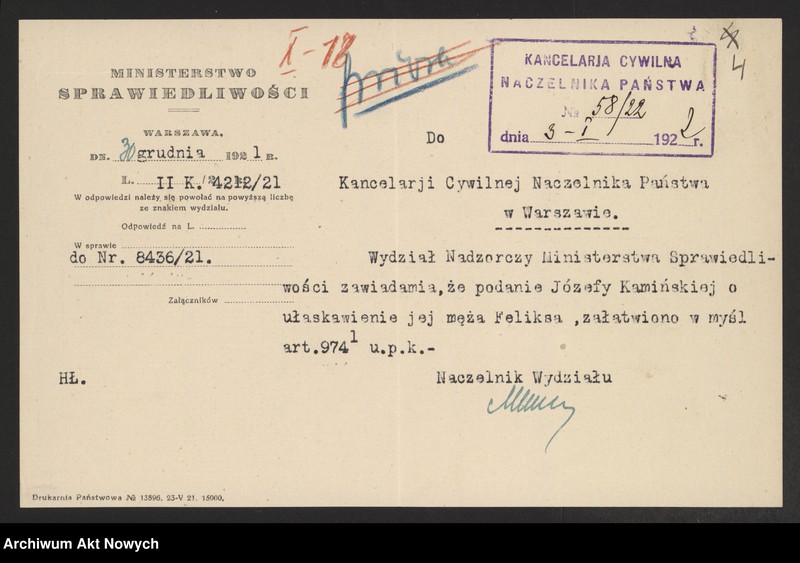 I-18
4
MINISTERSTWO
SPRAWIEDLIWOŚCI
WARSZAWA,
DN. 30 grudnia 1921 R.
L. II K. 4212/21
W odpowiedzi należy się powołać na powyższą liczbę
ze znakiem wydziału.
Odpowiedź na L.
W sprawie
do Nr. 8436/21.
Załączników
HŁ.
KANCELARJA CYWILNA
NACZELNIKA PAŃSTWA
№ 58/22
dnia 3-I 1922 r.
Do
Kancelarji Cywilnej Naczelnika Państwa
w Warszawie.
Wydział Nadzorczy Ministerstwa Sprawiedli-
wości zawiadamia,że podanie Józefy Kamińskiej o
ułaskawienie jej męża Feliksa ,załatwiono w myśl
art.974¹ u.p.k.-
Naczelnik Wydziału
Drukarnia Państwowa № 13896. 23-V 21. 15000.
Archiwum Akt Nowych